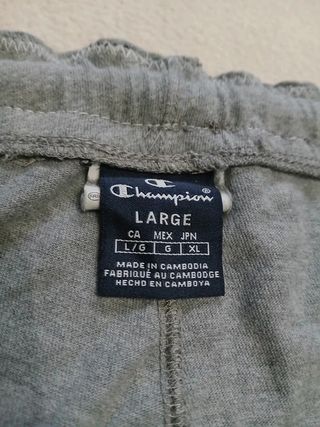 Champion®
LARGE
CA MEX JPN
L/G G XL
MADE IN CAMBODIA
FABRIQUÉ AU CAMBODGE
HECHO EN CAMBOYA